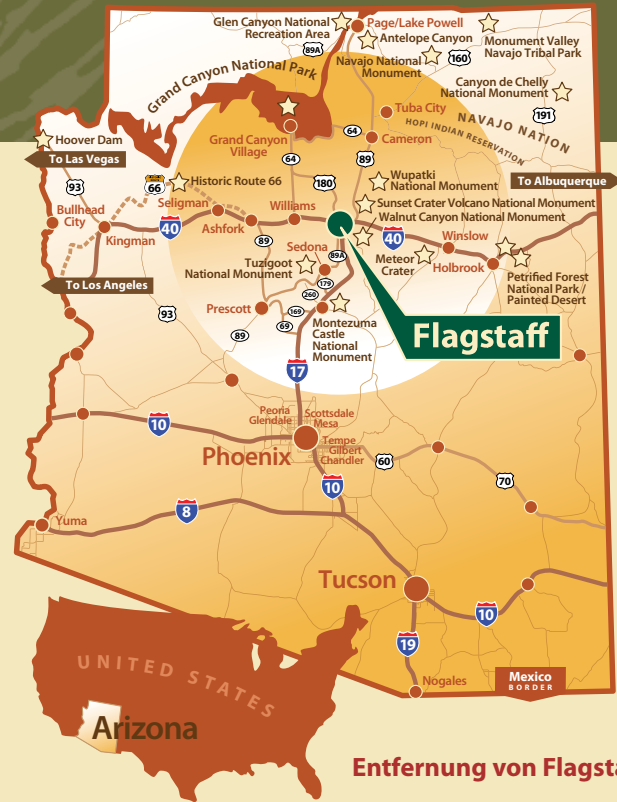 Glen Canyon National
Recreation Area
89A
Page/Lake Powell
Antelope Canyon
Navajo National
Monument
160
Monument Valley
Navajo Tribal Park
Canyon de Chelly
National Monument
191
Grand Canyon National Park
Tuba City
NAVAJO NATION
HOPI INDIAN RESERVATION
Hoover Dam
To Las Vegas
93
Grand Canyon
Village
64
Cameron
64
89
66
Historic Route 66
180
Wupatki
National Monument
To Albuquerque
Bullhead
City
Kingman
Seligman
40
Ashfork
Williams
Sunset Crater Volcano National Monument
Walnut Canyon National Monument
40
Winslow
Holbrook
Meteor
Crater
Petrified Forest
National Park /
Painted Desert
89
Sedona
89A
Tuzigoot
National Monument
179
260
169
69
Prescott
89
To Los Angeles
93
Montezuma
Castle
National
Monument
Flagstaff
17
Peoria
Glendale
Scottsdale
Mesa
Phoenix
Tempe
Gilbert
Chandler
10
60
70
10
8
Yuma
Tucson
10
19
Nogales
Mexico
BORDER
UNITED STATES
Arizona
Entfernung von Flagsta